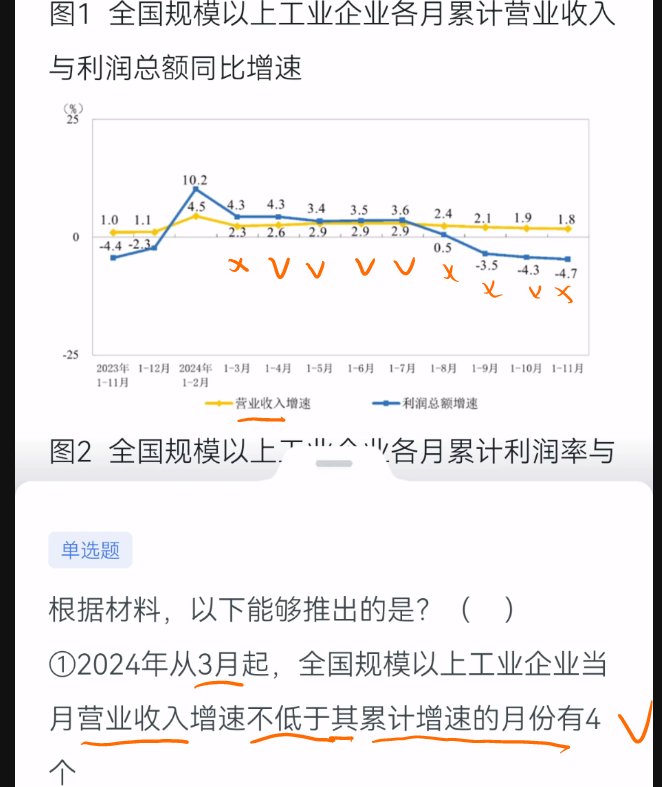 图1 全国规模以上工业企业各月累计营业收入
与利润总额同比增速
(%)
25
10.2
4.5
4.3 4.3 3.4 3.5 3.6 2.4 2.1 1.9 1.8
1.0 1.1
2.3 2.6 2.9 2.9 2.9
0
-4.4 -2.3
0.5
-3.5 -4.3 -4.7
× √ √ √ √ × × √ ×
-25
2023年 1-12月 2024年 1-3月 1-4月 1-5月 1-6月 1-7月 1-8月 1-9月 1-10月 1-11月
1-11月 1-2月
营业收入增速 利润总额增速
图2 全国规模以上工业企业各月累计利润率与
单选题
根据材料，以下能够推出的是？（ ）
①2024年从3月起，全国规模以上工业企业当
月营业收入增速不低于其累计增速的月份有4
√
个